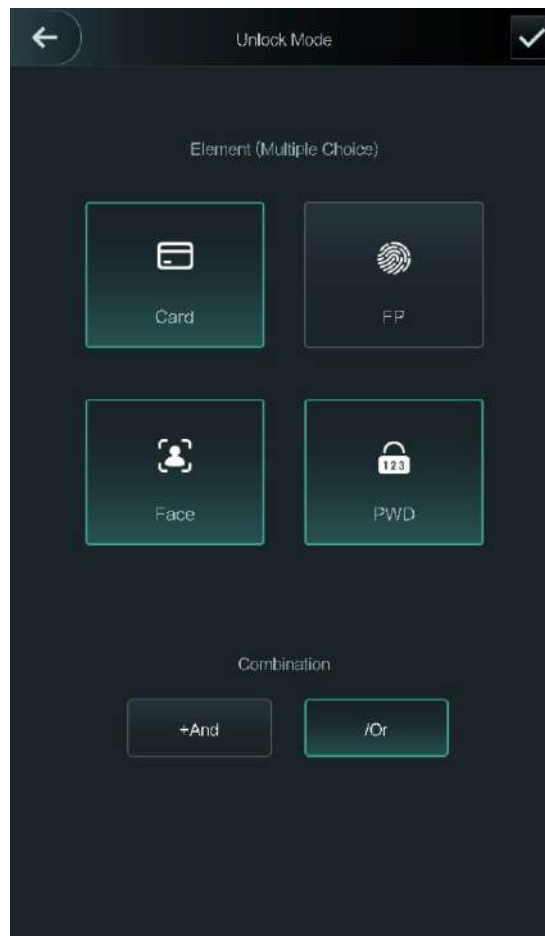 Unlock Mode
Element (Multiple Choice)
Card
FP
Face
123
PWD
Combination
+And
/Or